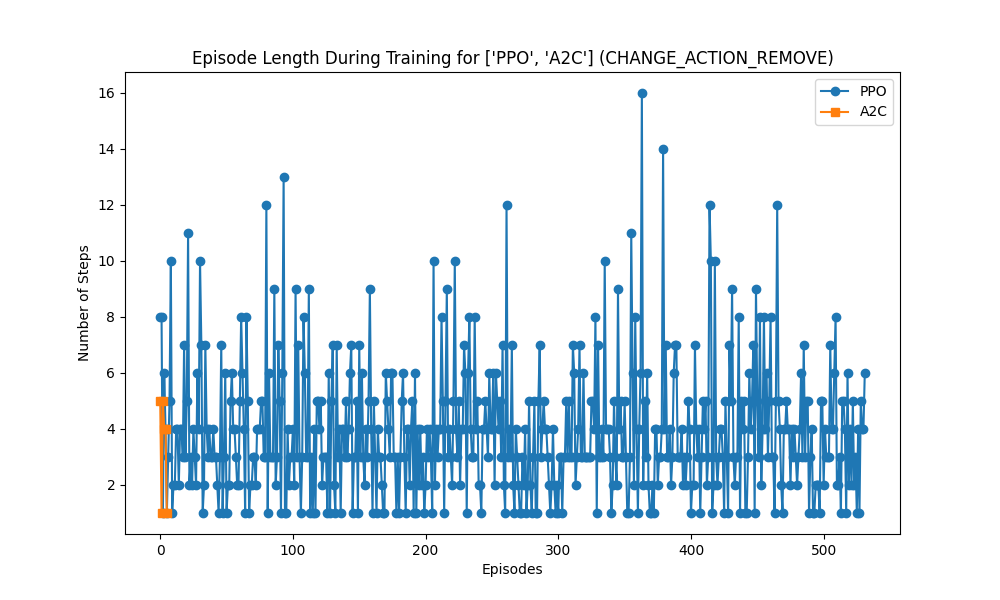 Episode Length During Training for ['PPO', 'A2C'] (CHANGE_ACTION_REMOVE)
PPO
A2C
16
14
12
10
8
6
4
2
Number of Steps
0 100 200 300 400 500
Episodes